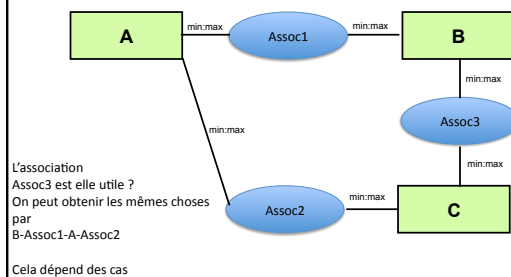 A
min:max
Assoc1
min:max
B
min:max
min:max
Assoc3
min:max
L’association
Assoc3 est elle utile ?
On peut obtenir les mêmes choses
par
B-Assoc1-A-Assoc2
Assoc2
min:max
C
Cela dépend des cas